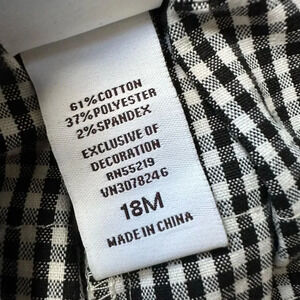 61%COTTON
37%POLYESTER
2%SPANDEX
EXCLUSIVE OF
DECORATION
RN55219
VN3078246
18M
MADE IN CHINA